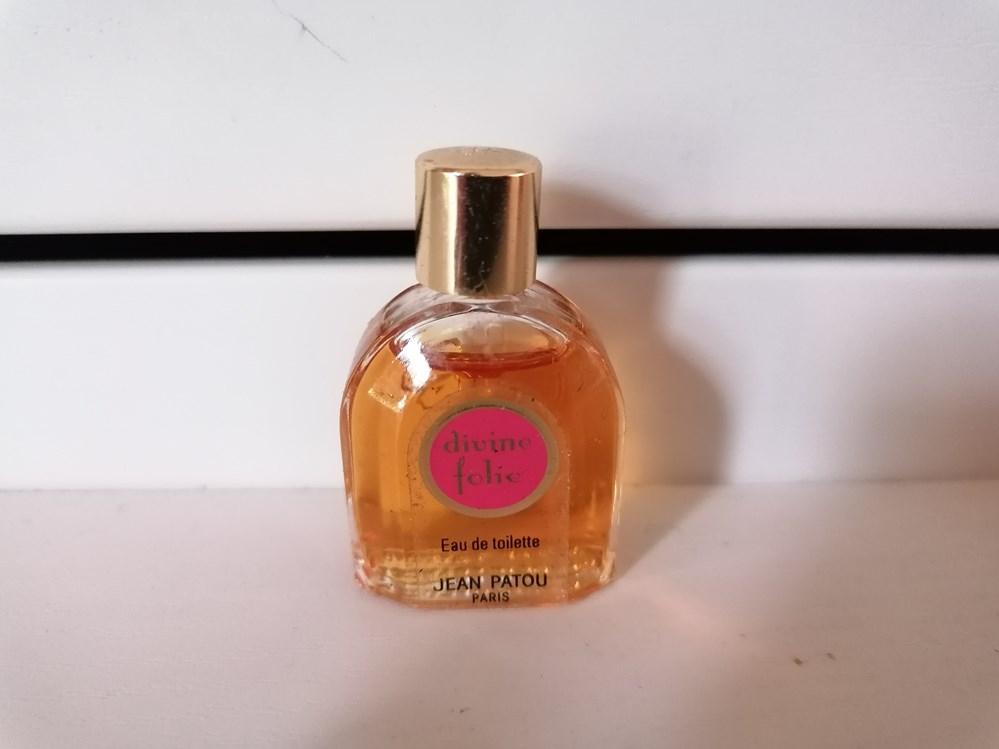 divine
folie
Eau de toilette
JEAN PATOU
PARIS